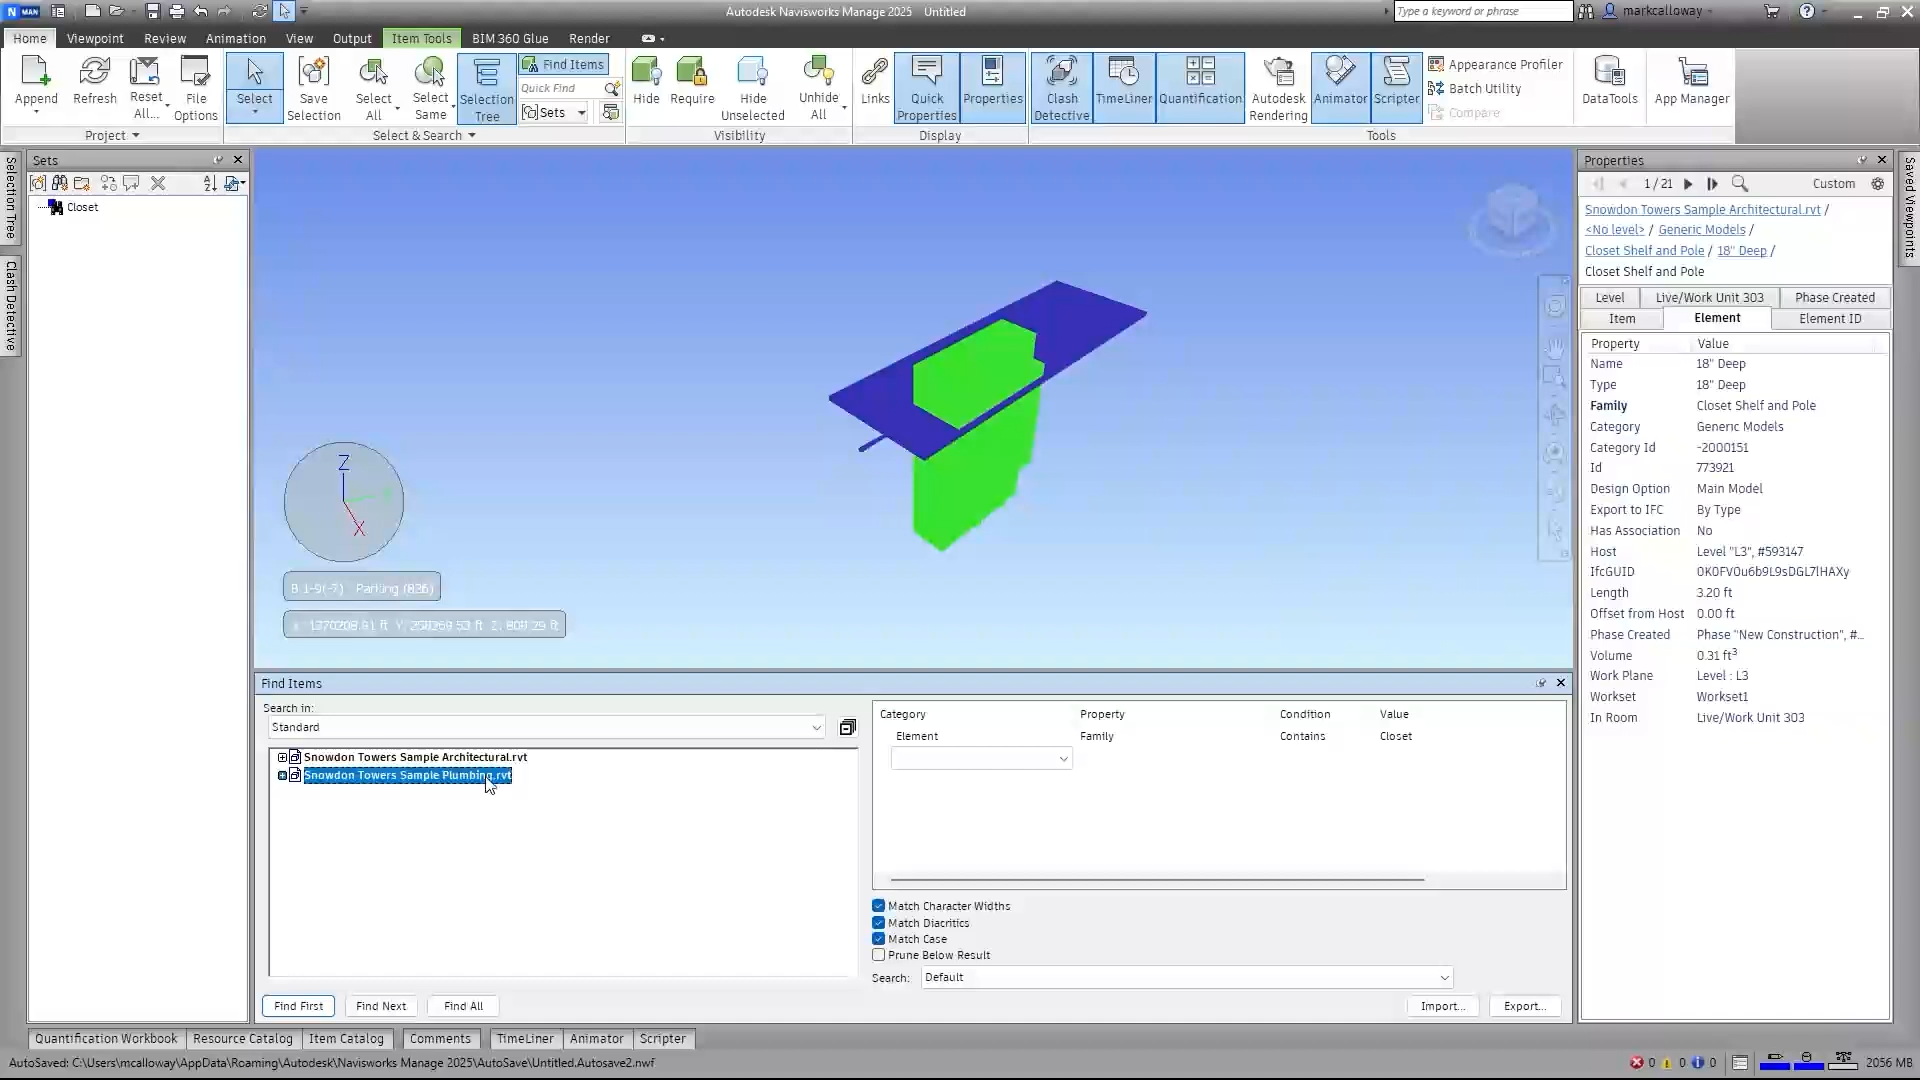 N MAN
Autodesk Navisworks Manage 2025   Untitled
Type a keyword or phrase
markcalloway
Home
Viewpoint
Review
Animation
View
Output
Item Tools
BIM 360 Glue
Render
Append
Refresh
Reset All...
File Options
Select
Save Selection
Select All
Select Same
Selection Tree
Find Items
Quick Find
Sets
Hide
Require
Hide Unselected
Unhide All
Links
Quick Properties
Properties
Clash Detective
TimeLiner
Quantification
Autodesk Rendering
Animator
Scripter
Appearance Profiler
Batch Utility
Compare
DataTools
App Manager
Project
Select & Search
Visibility
Display
Tools
Selection Tree
Clash Detective
Sets
Closet
Z
X
Properties
1 / 21
Custom
Snowdon Towers Sample Architectural.rvt /
<No level> / Generic Models /
Closet Shelf and Pole / 18" Deep /
Closet Shelf and Pole
Level
Live/Work Unit 303
Phase Created
Item
Element
Element ID
Property Value
Name 18" Deep
Type 18" Deep
Family Closet Shelf and Pole
Category Generic Models
Category Id -2000151
Id 773921
Design Option Main Model
Export to IFC By Type
Has Association No
Host Level "L3", #593147
IfcGUID 0K0FV0u6b9L9sDGL7lHAXy
Length 3.20 ft
Offset from Host 0.00 ft
Phase Created Phase "New Construction", #...
Volume 0.31 ft³
Work Plane Level : L3
Workset Workset1
In Room Live/Work Unit 303
Saved Viewpoints
Find Items
Search in:
Standard
Snowdon Towers Sample Architectural.rvt
Snowdon Towers Sample Plumbing.rvt
Category Property Condition Value
Element Family Contains Closet
Match Character Widths
Match Diacritics
Match Case
Prune Below Result
Search: Default
Find First
Find Next
Find All
Import...
Export...
Quantification Workbook
Resource Catalog
Item Catalog
Comments
TimeLiner
Animator
Scripter
AutoSaved: C:\Users\mcalloway\AppData\Roaming\Autodesk\Navisworks Manage 2025\AutoSave\Untitled.Autosave2.nwf
0 0 0
2056 MB